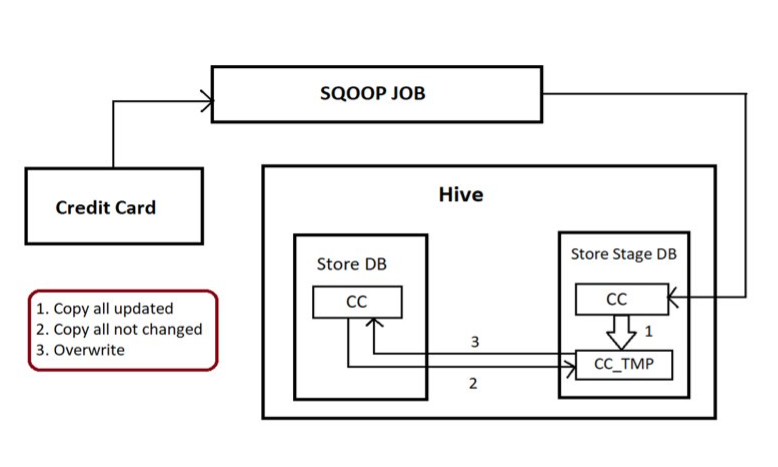 SQOOP JOB
Credit Card
Hive
Store DB
CC
Store Stage DB
CC
1
CC_TMP
3
2
1. Copy all updated
2. Copy all not changed
3. Overwrite